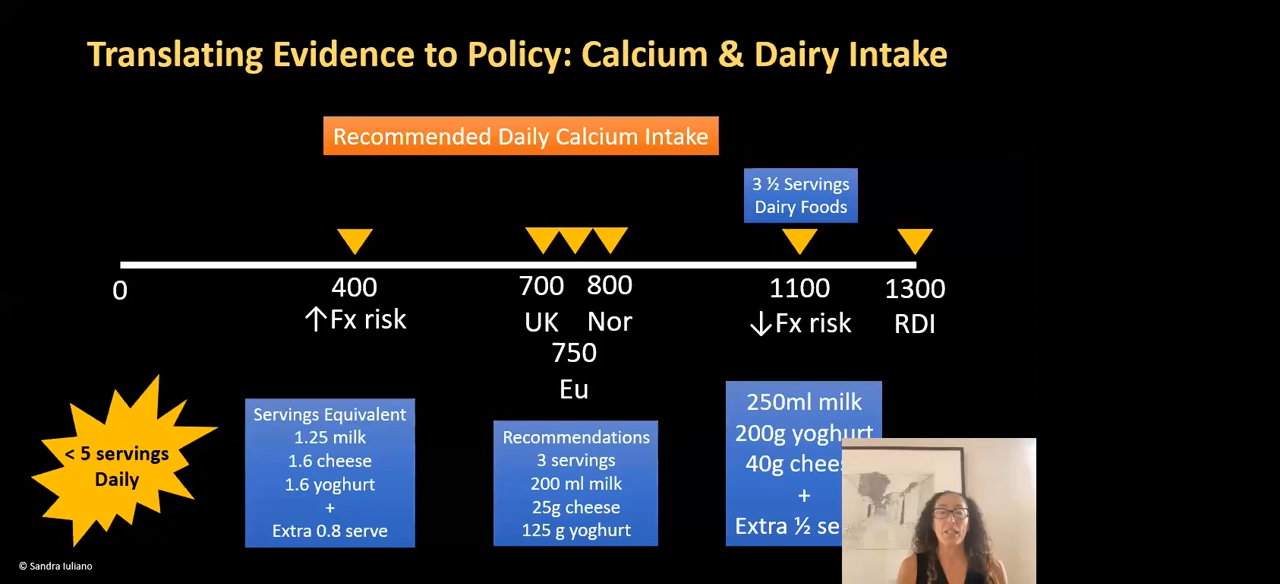 Translating Evidence to Policy: Calcium & Dairy Intake
Recommended Daily Calcium Intake
3 ½ Servings
Dairy Foods
0
400
↑Fx risk
700
UK
800
Nor
750
Eu
1100
↓Fx risk
1300
RDI
< 5 servings
Daily
Servings Equivalent
1.25 milk
1.6 cheese
1.6 yoghurt
+
Extra 0.8 serve
Recommendations
3 servings
200 ml milk
25g cheese
125 g yoghurt
250ml milk
200g yoghurt
40g
+
Extra ½
© Sandra Iuliano